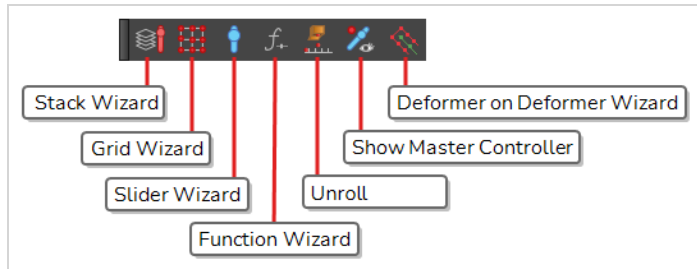 Stack Wizard
Deformer on Deformer Wizard
Grid Wizard
Show Master Controller
Slider Wizard
Unroll
Function Wizard